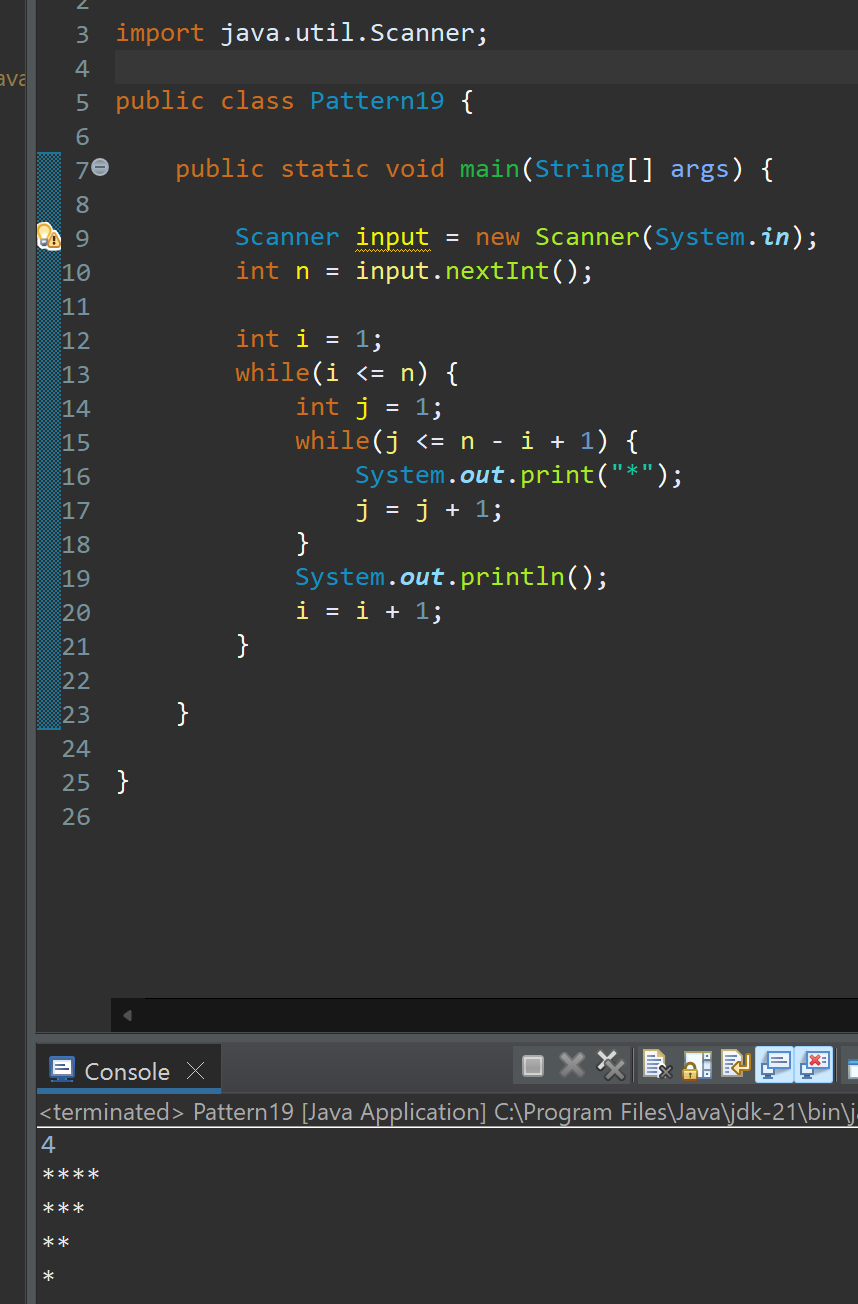 ava
2
3 import java.util.Scanner;
4
5 public class Pattern19 {
6
7 public static void main(String[] args) {
8
9 Scanner input = new Scanner(System.in);
10 int n = input.nextInt();
11
12 int i = 1;
13 while(i <= n) {
14 int j = 1;
15 while(j <= n - i + 1) {
16 System.out.print("*");
17 j = j + 1;
18 }
19 System.out.println();
20 i = i + 1;
21 }
22
23 }
24
25 }
26
Console
<terminated> Pattern19 [Java Application] C:\Program Files\Java\jdk-21\bin\j
4
****
***
**
*